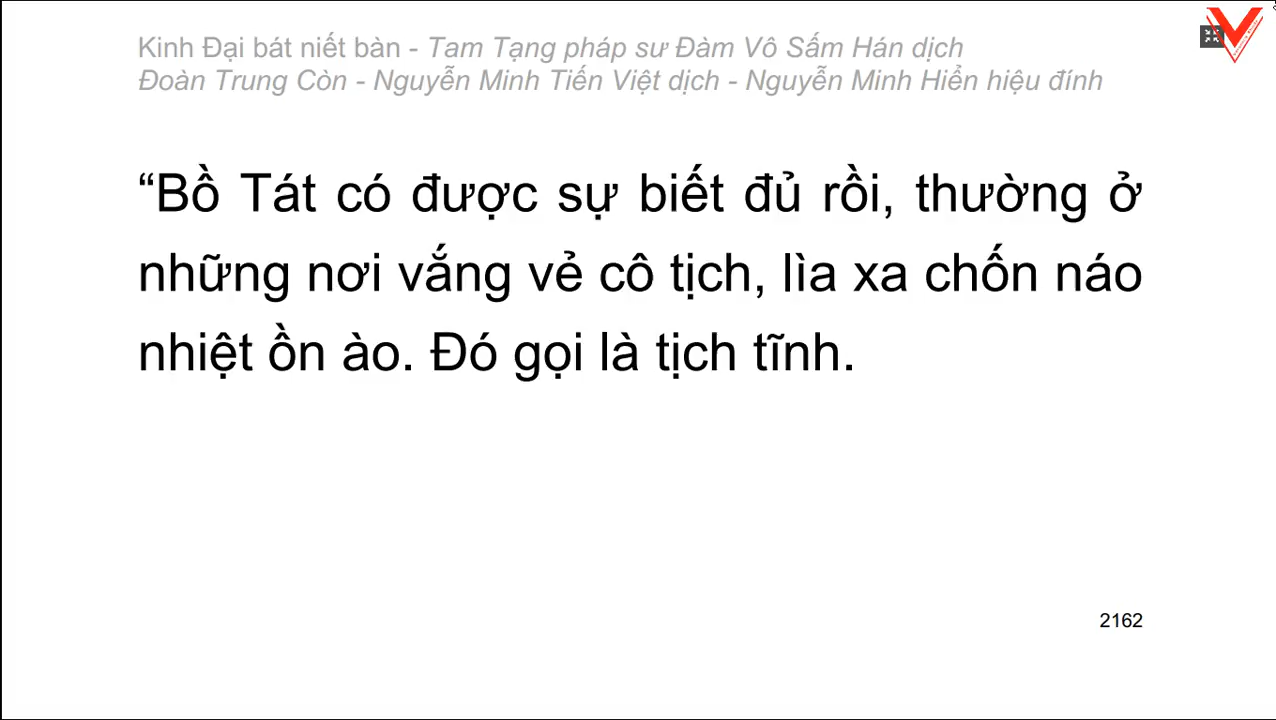 Kinh Đại bát niết bàn - Tam Tạng pháp sư Đàm Vô Sấm Hán dịch
Đoàn Trung Còn - Nguyễn Minh Tiến Việt dịch - Nguyễn Minh Hiển hiệu đính
“Bồ Tát có được sự biết đủ rồi, thường ở
những nơi vắng vẻ cô tịch, lìa xa chốn náo
nhiệt ồn ào. Đó gọi là tịch tĩnh.
2162